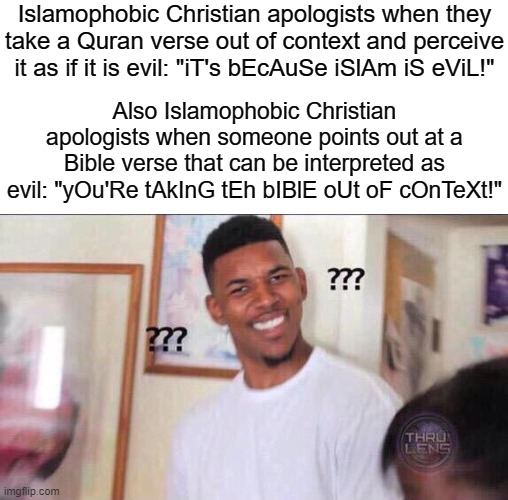 Islamophobic Christian apologists when they
take a Quran verse out of context and perceive
it as if it is evil: "iT's bEcAuSe iSlAm iS eViL!"
Also Islamophobic Christian
apologists when someone points out at a
Bible verse that can be interpreted as
evil: "yOu'Re tAkInG tEh bIBlE oUt oF cOnTeXt!"
???
???
THRU
LENS
imgflip.com